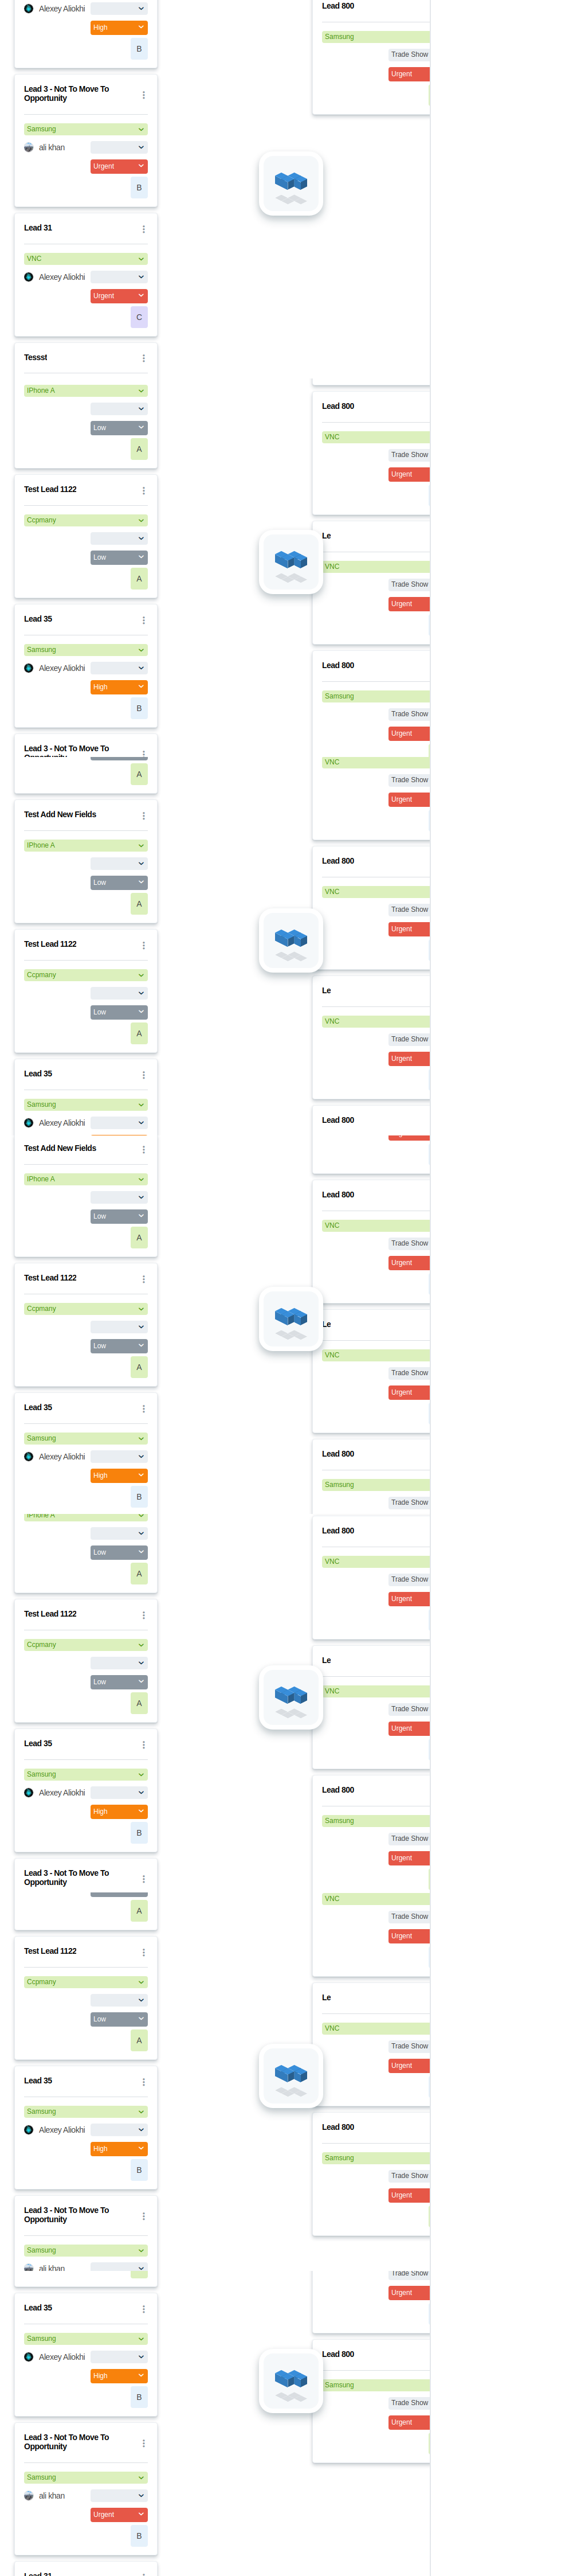 Alexey Aliokhi
High
B
Lead 3 - Not To Move To
Opportunity
Samsung
ali khan
Urgent
B
Lead 31
VNC
Alexey Aliokhi
Urgent
C
Tessst
IPhone A
Low
A
Test Lead 1122
Ccpmany
Low
A
Lead 35
Samsung
Alexey Aliokhi
High
B
Lead 3 - Not To Move To
Opportunity
A
Test Add New Fields
IPhone A
Low
A
Test Lead 1122
Ccpmany
Low
A
Lead 35
Samsung
Alexey Aliokhi
Test Add New Fields
IPhone A
Low
A
Test Lead 1122
Ccpmany
Low
A
Lead 35
Samsung
Alexey Aliokhi
High
B
IPhone A
Low
A
Test Lead 1122
Ccpmany
Low
A
Lead 35
Samsung
Alexey Aliokhi
High
B
Lead 3 - Not To Move To
Opportunity
A
Test Lead 1122
Ccpmany
Low
A
Lead 35
Samsung
Alexey Aliokhi
High
B
Lead 3 - Not To Move To
Opportunity
Samsung
ali khan
Lead 35
Samsung
Alexey Aliokhi
High
B
Lead 3 - Not To Move To
Opportunity
Samsung
ali khan
Urgent
B
Lead 31
Lead 800
Samsung
Trade Show
Urgent
Lead 800
VNC
Trade Show
Urgent
Le
VNC
Trade Show
Urgent
Lead 800
Samsung
Trade Show
Urgent
VNC
Trade Show
Urgent
Lead 800
VNC
Trade Show
Urgent
Le
VNC
Trade Show
Urgent
Lead 800
Lead 800
VNC
Trade Show
Urgent
Le
VNC
Trade Show
Urgent
Lead 800
Samsung
Trade Show
Lead 800
VNC
Trade Show
Urgent
Le
VNC
Trade Show
Urgent
Lead 800
Samsung
Trade Show
Urgent
VNC
Trade Show
Urgent
Le
VNC
Trade Show
Urgent
Lead 800
Samsung
Trade Show
Urgent
Trade Show
Urgent
Lead 800
Samsung
Trade Show
Urgent